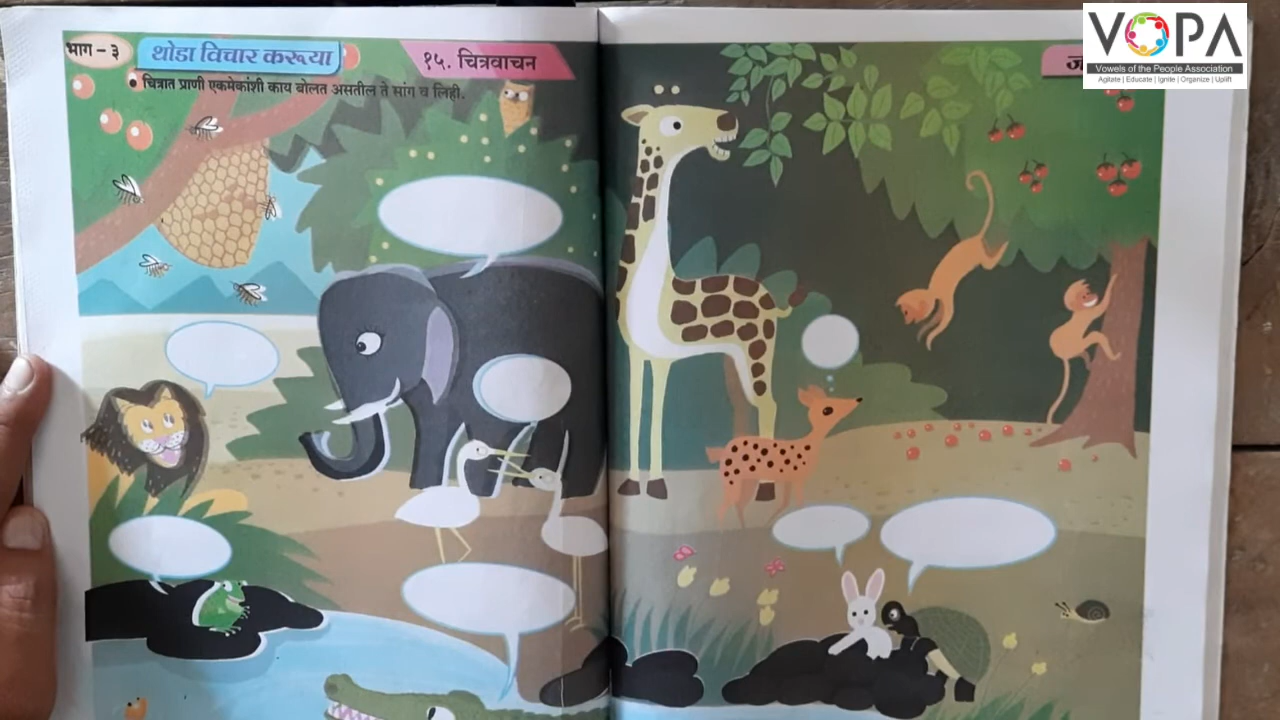 भाग - ३
थोडा विचार करूया
१५. चित्रवाचन
• चित्रात प्राणी एकमेकांशी काय बोलत असतील ते सांग व लिही.
VOPA
Vowels of the People Association
Agitate | Educate | Ignite | Organize | Uplift